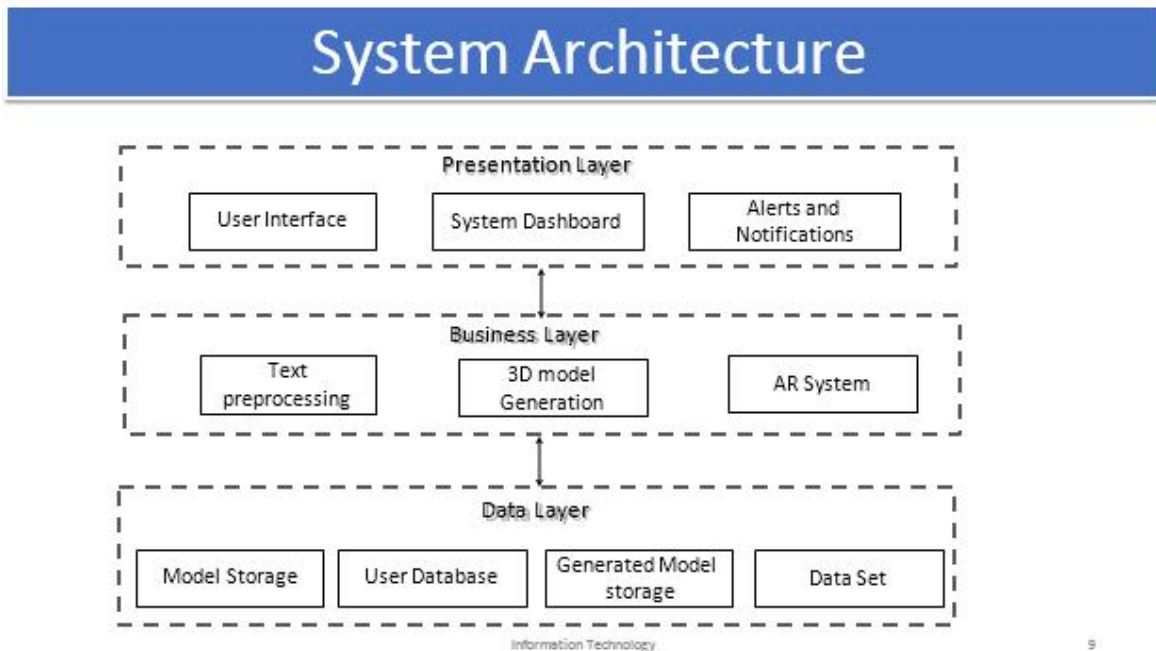 System Architecture
Presentation Layer
User Interface
System Dashboard
Alerts and
Notifications
Business Layer
Text
preprocessing
3D model
Generation
AR System
Data Layer
Model Storage
User Database
Generated Model
storage
Data Set
Information Technology
9